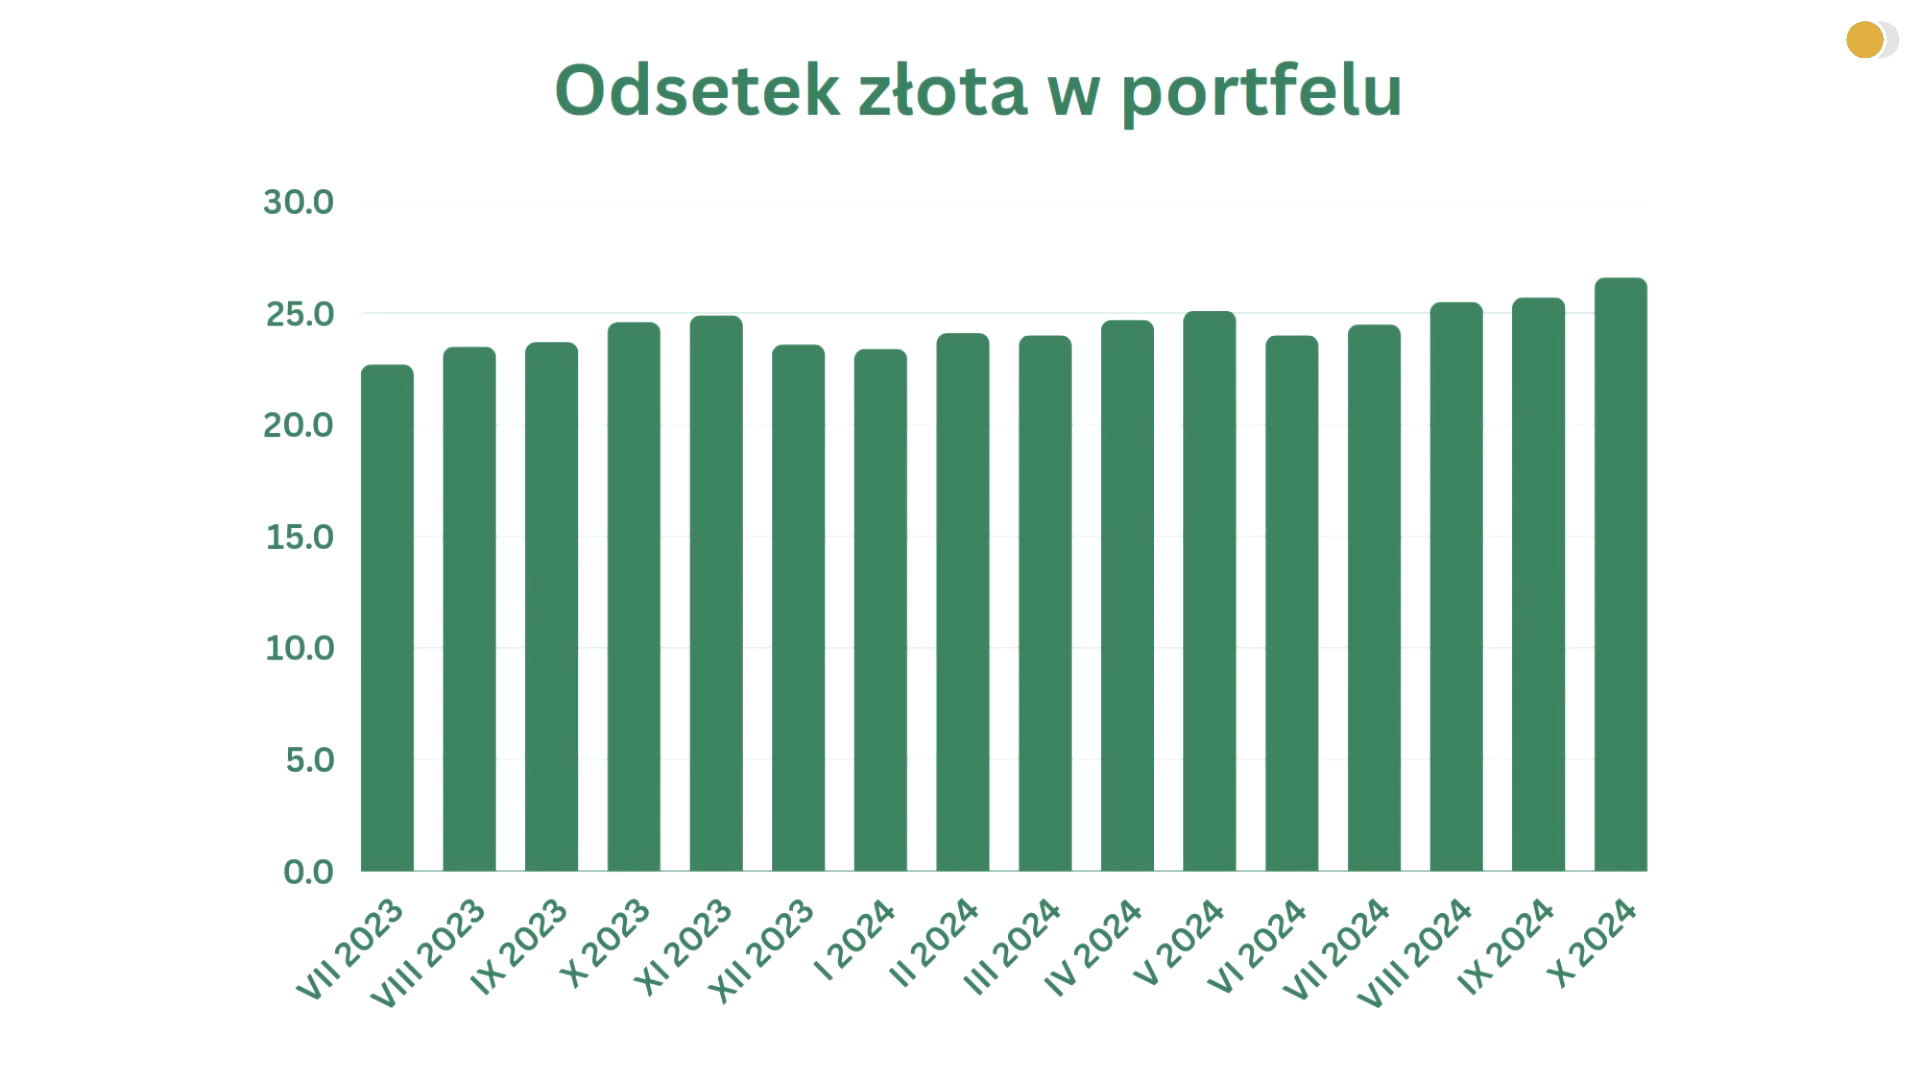 Odsetek złota w portfelu
30.0
25.0
20.0
15.0
10.0
5.0
0.0
VII 2023
VIII 2023
IX 2023
X 2023
XI 2023
XII 2023
I 2024
II 2024
III 2024
IV 2024
V 2024
VI 2024
VII 2024
VIII 2024
IX 2024
X 2024